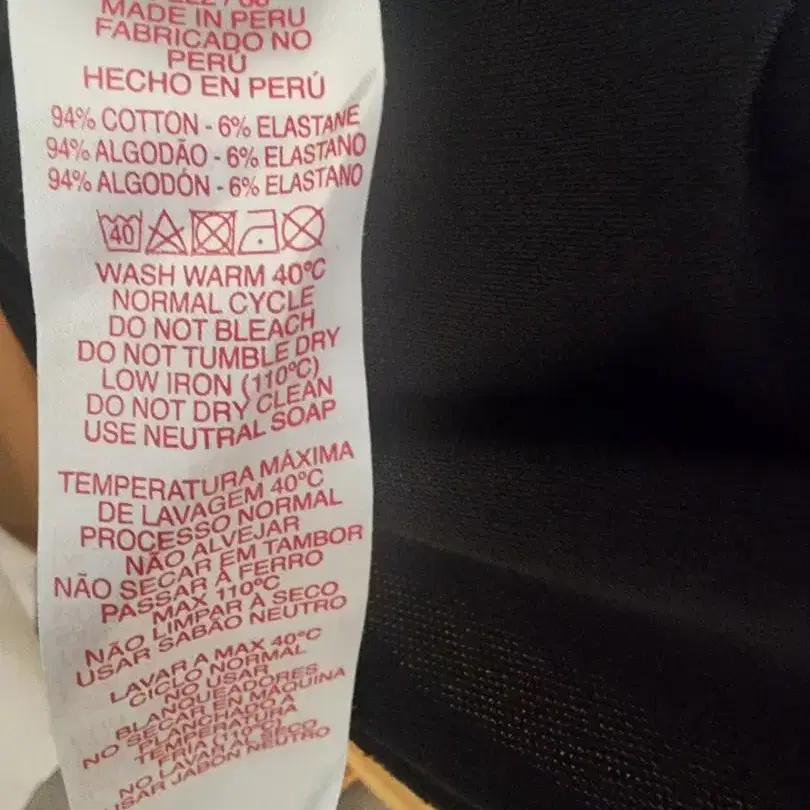 MADE IN PERU
FABRICADO NO
PERÚ
HECHO EN PERÚ
94% COTTON - 6% ELASTANE
94% ALGODÃO - 6% ELASTANO
94% ALGODÓN - 6% ELASTANO
40
WASH WARM 40°C
NORMAL CYCLE
DO NOT BLEACH
DO NOT TUMBLE DRY
LOW IRON (110°C)
DO NOT DRY CLEAN
USE NEUTRAL SOAP
TEMPERATURA MÁXIMA
DE LAVAGEM 40°C
PROCESSO NORMAL
NÃO ALVEJAR
NÃO SECAR EM TAMBOR
PASSAR À FERRO
MAX 110°C
NÃO LIMPAR À SECO
USAR SABÃO NEUTRO
LAVAR A MAX 40°C
CICLO NORMAL
NO USAR
BLANQUEADORES
NO SECAR EN MAQUINA
PLANCHADO A
TEMPERATURA
FRIA (110°C)
NO LAVAR AL SECO
USAR JABON NEUTRO